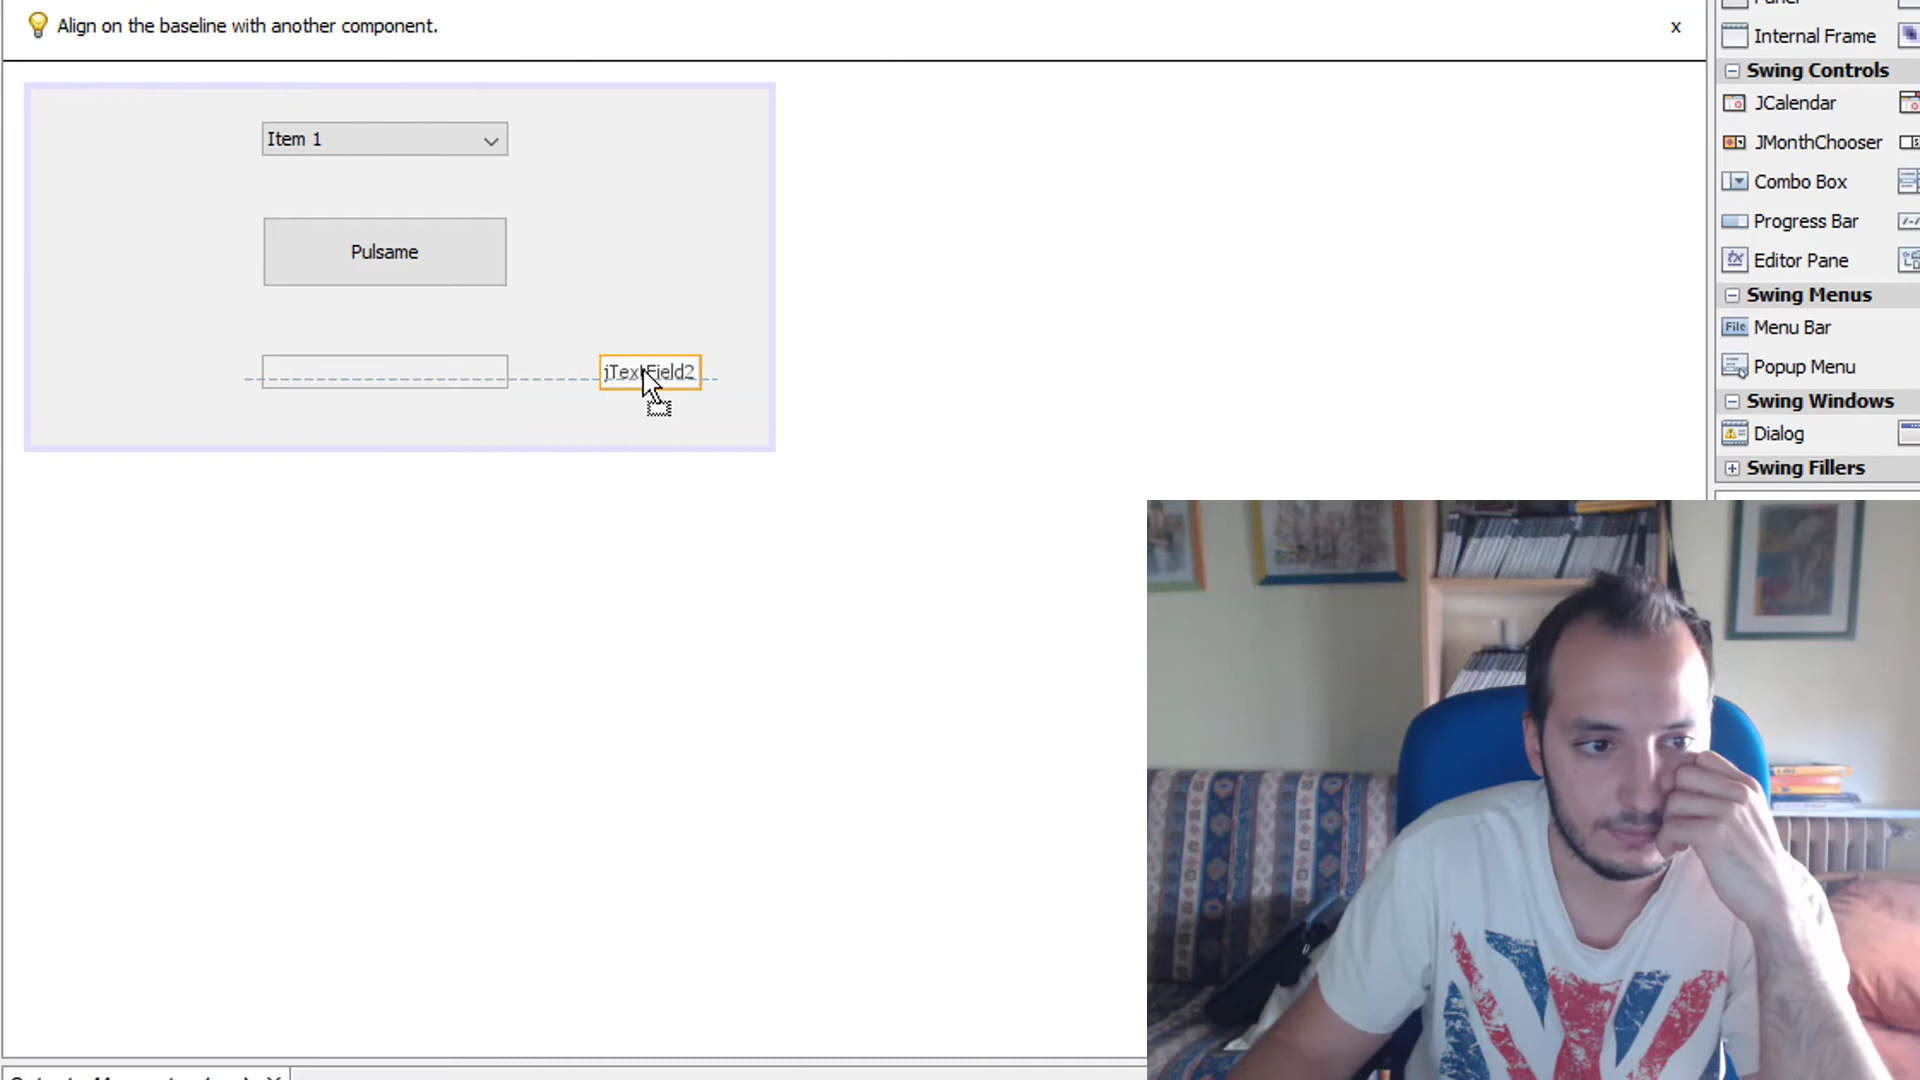 Align on the baseline with another component.
x
Item 1
Pulsame
jTextField2
Internal Frame
Swing Controls
JCalendar
JMonthChooser
Combo Box
Progress Bar
Editor Pane
Swing Menus
File Menu Bar
Popup Menu
Swing Windows
Dialog
Swing Fillers